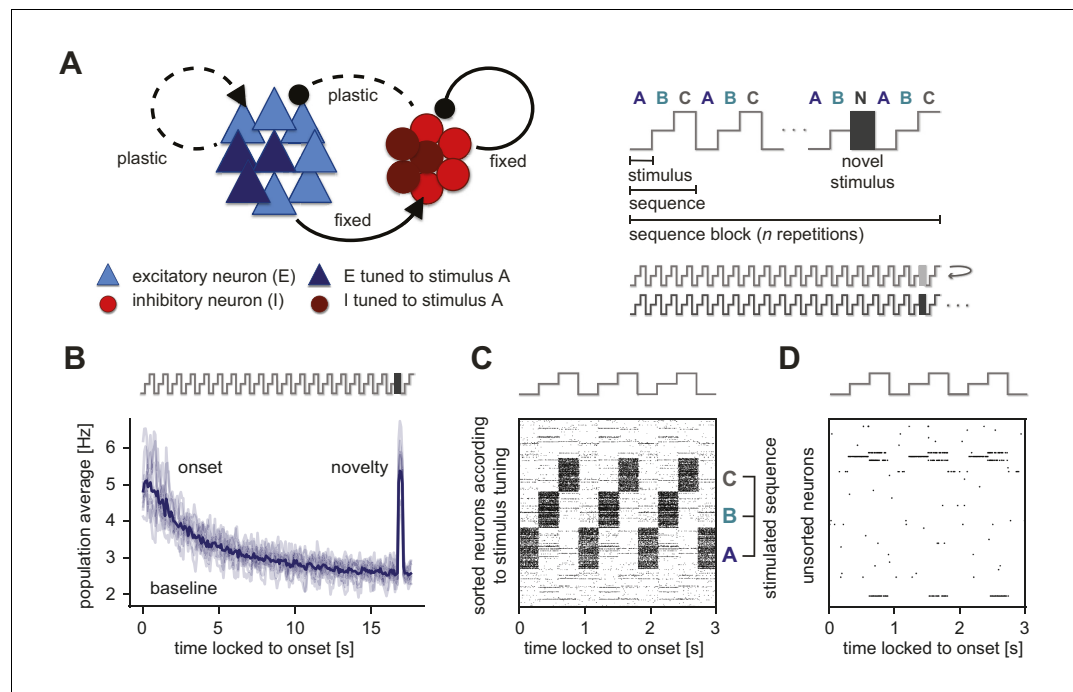 A
plastic
plastic
fixed
fixed
excitatory neuron (E)
E tuned to stimulus A
inhibitory neuron (I)
I tuned to stimulus A
A B C A B C A B N A B C
. . .
novel
stimulus
stimulus
sequence
sequence block (n repetitions)
. . .
B
population average [Hz]
6
5
4
3
2
onset
novelty
baseline
0 5 10 15
time locked to onset [s]
C
sorted neurons according
to stimulus tuning
C
B
A
stimulated sequence
0 1 2 3
time locked to onset [s]
D
unsorted neurons
0 1 2 3
time locked to onset [s]